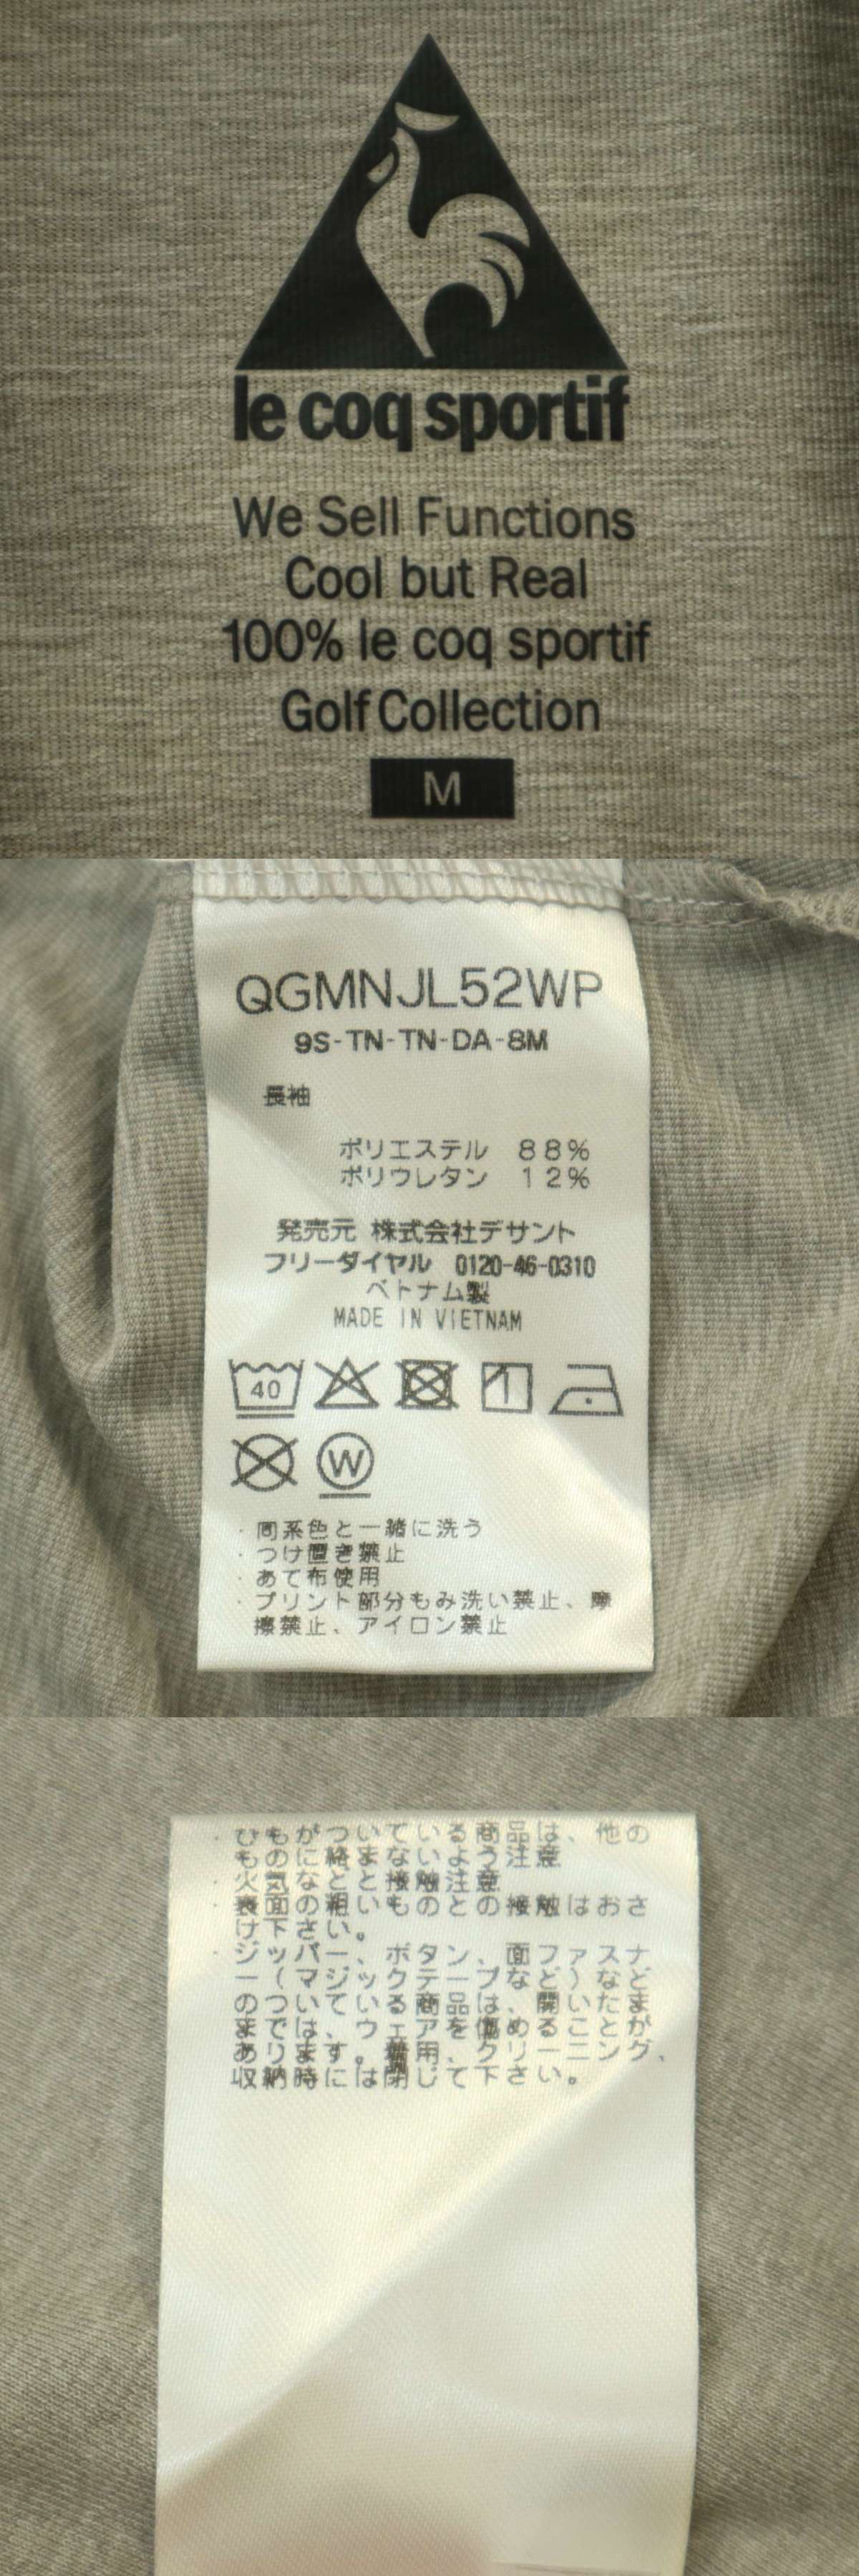 le coq sportif
We Sell Functions
Cool but Real
100% le coq sportif
Golf Collection
M
QGMNJL52WP
9S-TN-TN-DA-8M
長袖
ポリエステル 88%
ポリウレタン 12%
発売元 株式会社デサント
フリーダイヤル 0120-46-0310
ベトナム製
MADE IN VIETNAM
40
W
・同系色と一緒に洗う
・つけ置き禁止
・あて布使用
・プリント部分もみ洗い禁止、摩
擦禁止、アイロン禁止
・ひもがついている商品は、他の
ものに絡まないよう注意
・火気などと接触注意
・裏面の粗いものとの接触はおさ
け下さい。
・ジッパー、ボタン、面ファスナ
ー(マジックテープなど)などの
ついている商品は、開いたまま
では、ウェアを傷めることがあ
ります。着用、クリーニング、
収納時には閉じて下さい。